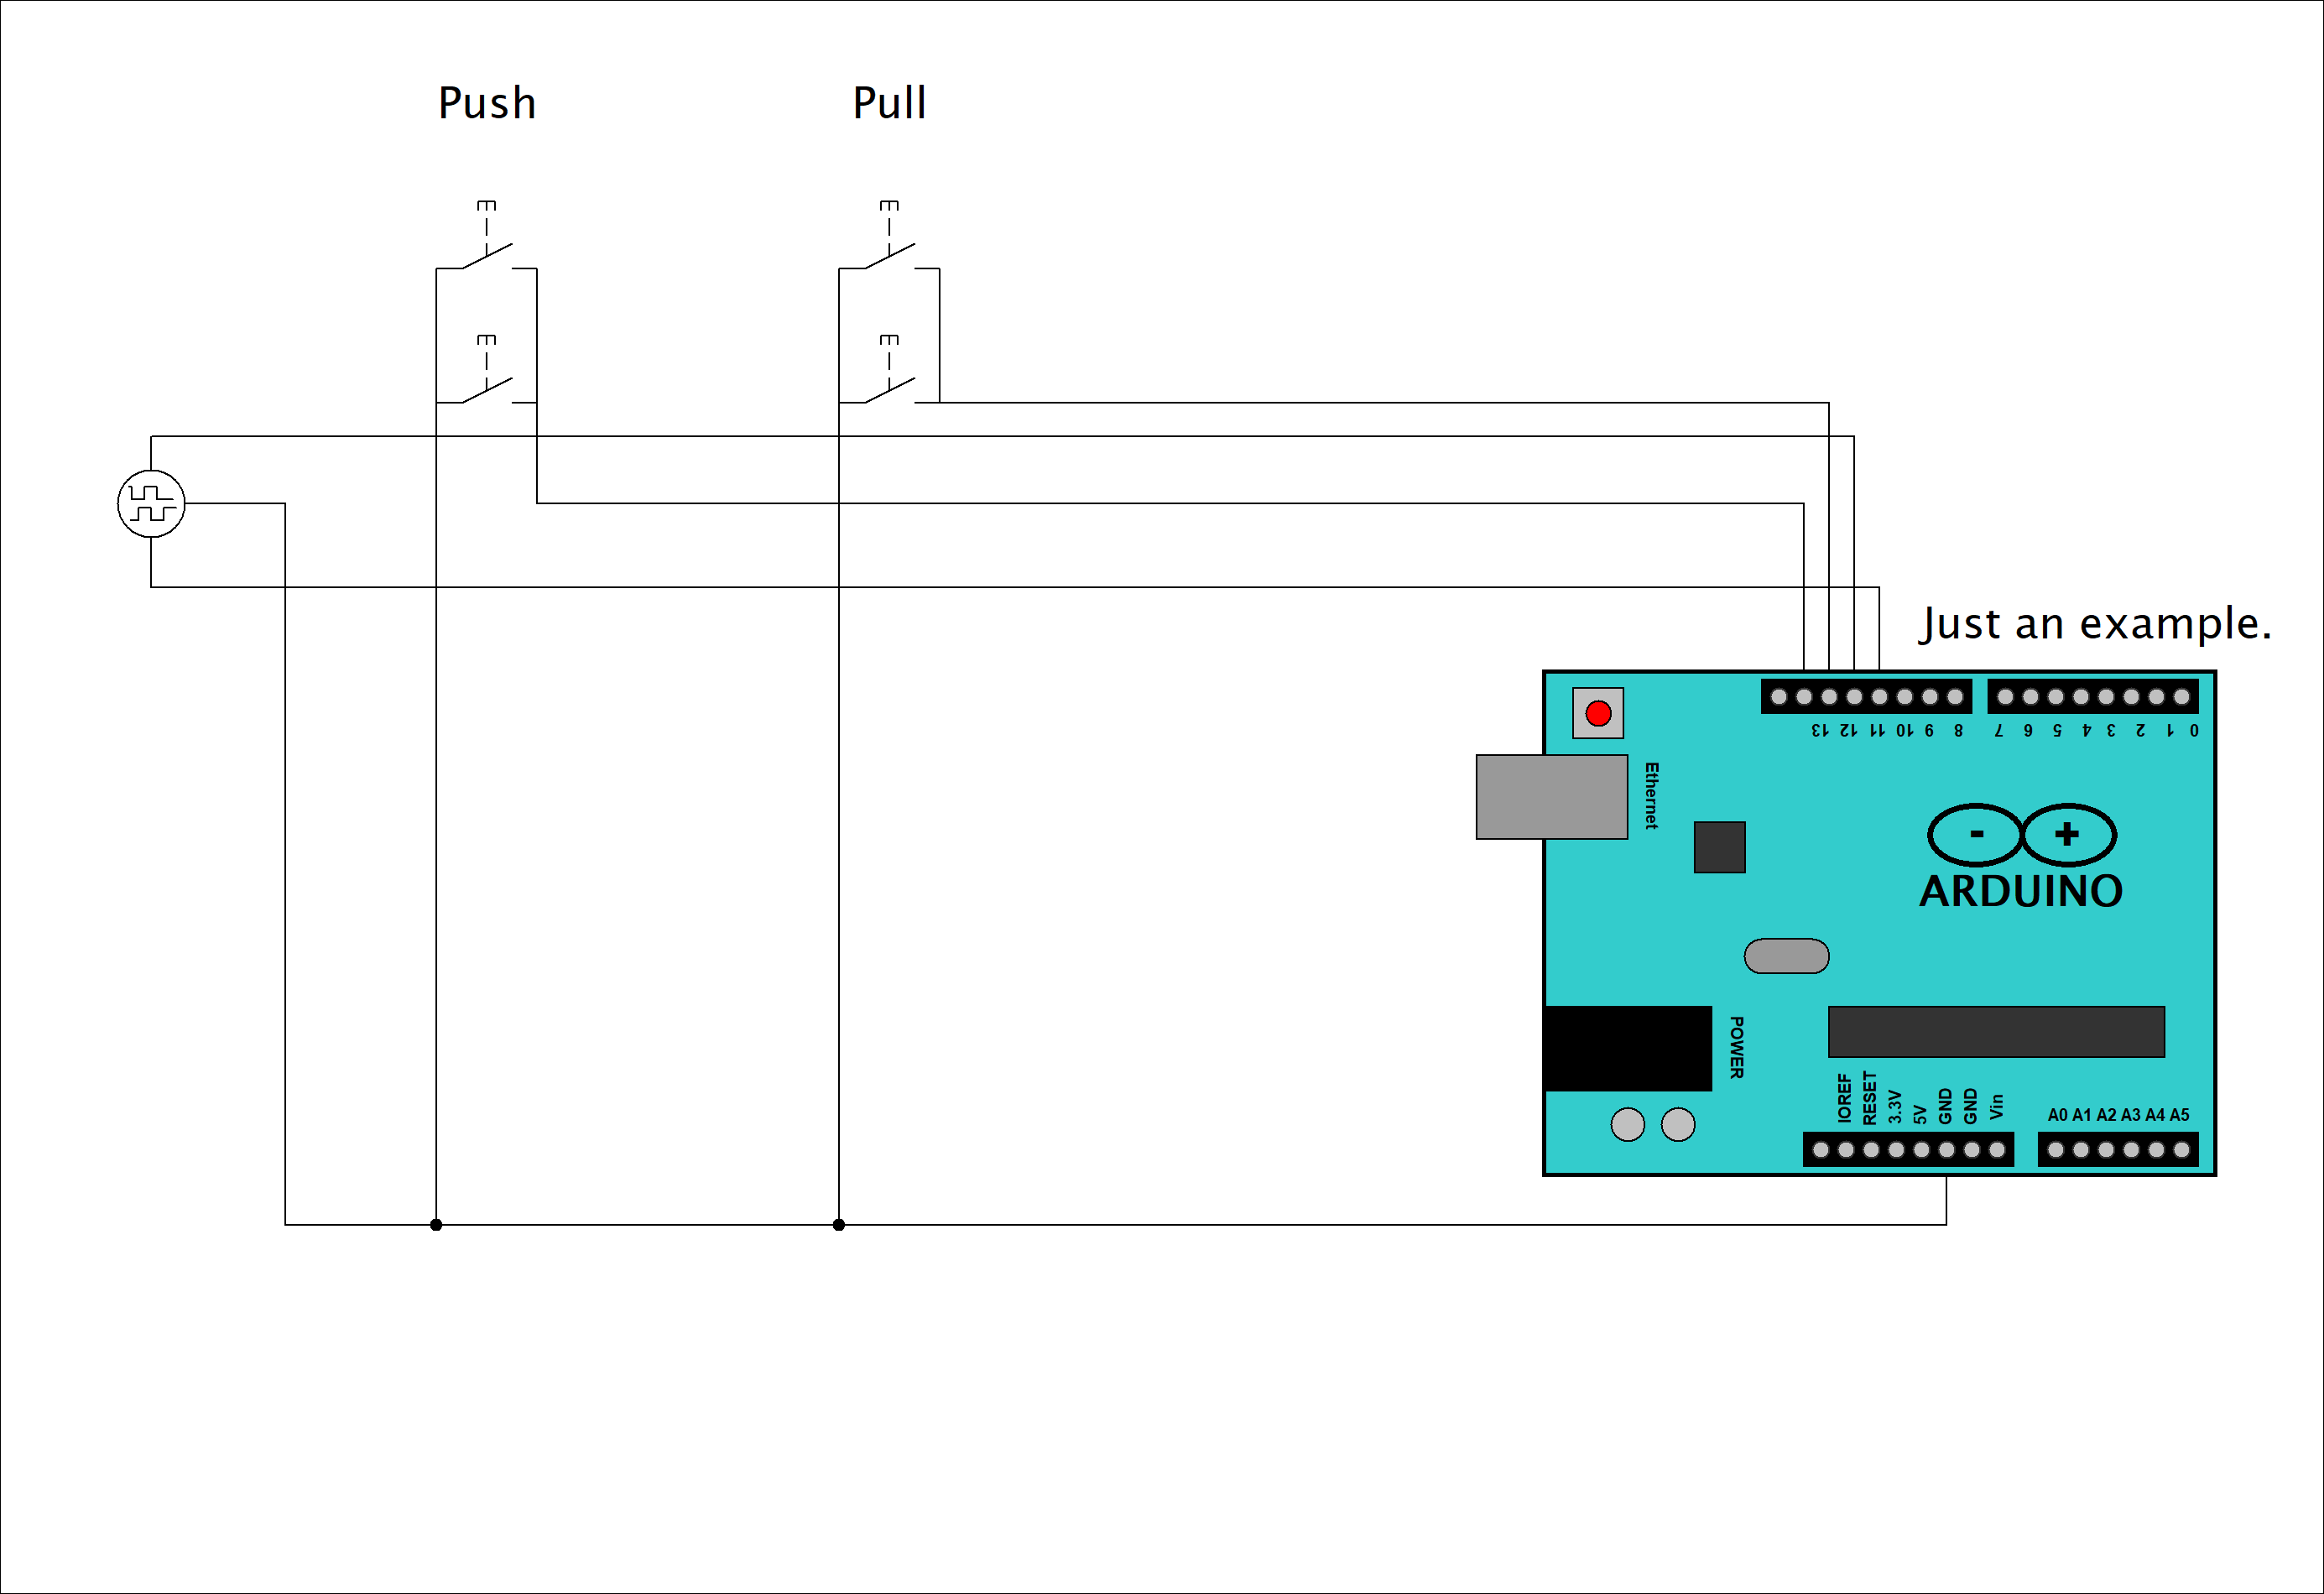 Push
Pull
Just an example.
13 12 11 10 9 8 7 6 5 4 3 2 1 0
Ethernet
- +
ARDUINO
POWER
IOREF RESET 3.3V 5V GND GND Vin
A0 A1 A2 A3 A4 A5